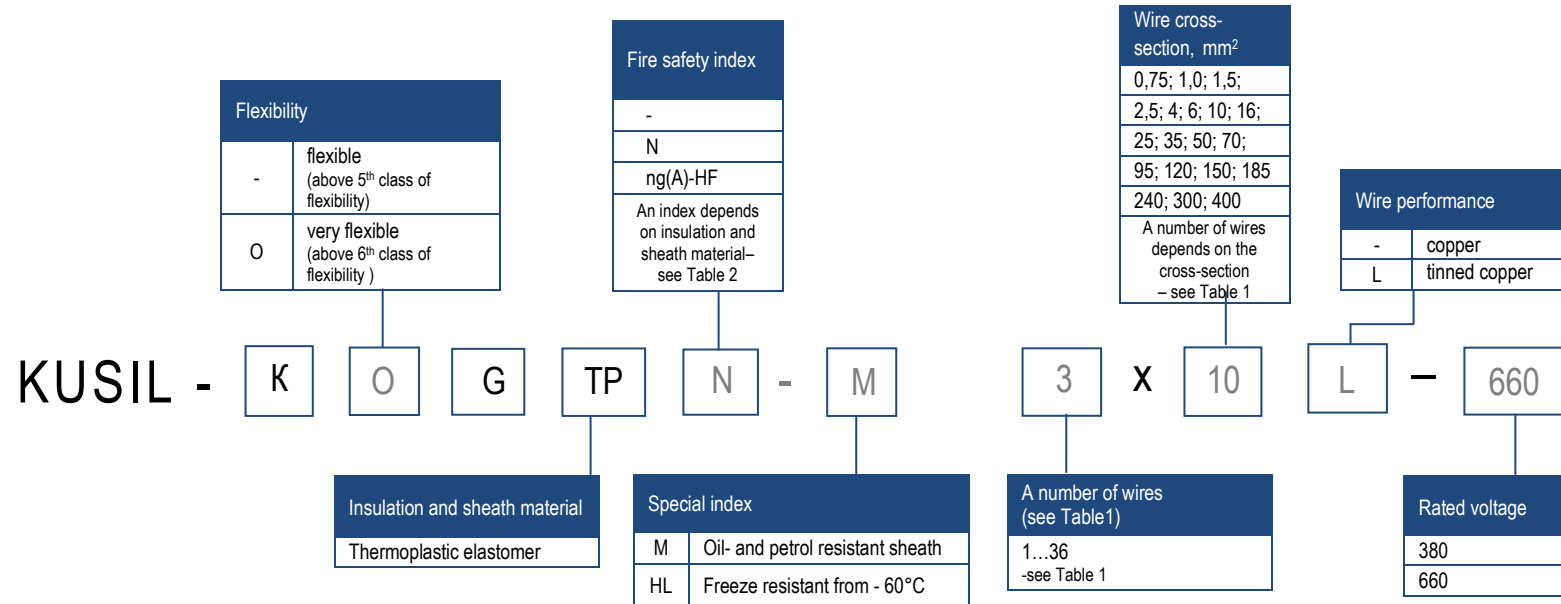 Wire cross-
section, mm²
0,75; 1,0; 1,5;
2,5; 4; 6; 10; 16;
25; 35; 50; 70;
95; 120; 150; 185
240; 300; 400
A number of wires
depends on the
cross-section
– see Table 1
Fire safety index
-
N
ng(A)-HF
An index depends
on insulation and
sheath material–
see Table 2
Flexibility
- flexible
(above 5th class of
flexibility)
O very flexible
(above 6th class of
flexibility )
Wire performance
- copper
L tinned copper
KUSIL - К O G TP N - M 3 x 10 L – 660
Insulation and sheath material
Thermoplastic elastomer
Special index
M Oil- and petrol resistant sheath
HL Freeze resistant from - 60°C
A number of wires
(see Table1)
1…36
-see Table 1
Rated voltage
380
660